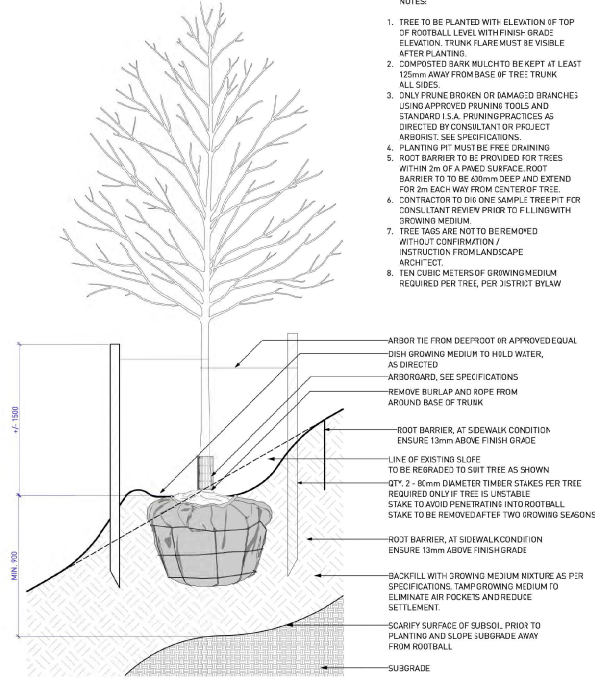 NOTES:
1. TREE TO BE PLANTED WITH ELEVATION OF TOP
OF ROOTBALL LEVEL WITH FINISH GRADE
ELEVATION. TRUNK FLARE MUST BE VISIBLE
AFTER PLANTING.
2. COMPOSTED BARK MULCH TO BE KEPT AT LEAST
125mm AWAY FROM BASE OF TREE TRUNK
ALL SIDES.
3. ONLY PRUNE BROKEN OR DAMAGED BRANCHES
USING APPROVED PRUNING TOOLS AND
STANDARD I.S.A. PRUNING PRACTICES AS
DIRECTED BY CONSULTANT OR PROJECT
ARBORIST. SEE SPECIFICATIONS.
4. PLANTING PIT MUST BE FREE DRAINING
5. ROOT BARRIER TO BE PROVIDED FOR TREES
WITHIN 2m OF A PAVED SURFACE. ROOT
BARRIER TO TO BE 600mm DEEP AND EXTEND
FOR 2m EACH WAY FROM CENTER OF TREE.
6. CONTRACTOR TO DIG ONE SAMPLE TREE PIT FOR
CONSULTANT REVIEW PRIOR TO FILLING WITH
GROWING MEDIUM.
7. TREE TAGS ARE NOT TO BE REMOVED
WITHOUT CONFIRMATION /
INSTRUCTION FROM LANDSCAPE
ARCHITECT.
8. TEN CUBIC METERS OF GROWING MEDIUM
REQUIRED PER TREE, PER DISTRICT BYLAW
ARBOR TIE FROM DEEPROOT OR APPROVED EQUAL
DISH GROWING MEDIUM TO HOLD WATER,
AS DIRECTED
ARBORGARD, SEE SPECIFICATIONS
REMOVE BURLAP AND ROPE FROM
AROUND BASE OF TRUNK
+/- 1500
ROOT BARRIER, AT SIDEWALK CONDITION
ENSURE 13mm ABOVE FINISH GRADE
LINE OF EXISTING SLOPE
TO BE REGRADED TO SUIT TREE AS SHOWN
QTY. 2 - 80mm DIAMETER TIMBER STAKES PER TREE
REQUIRED ONLY IF TREE IS UNSTABLE
STAKE TO AVOID PENETRATING INTO ROOTBALL
STAKE TO BE REMOVED AFTER TWO GROWING SEASONS
MIN. 900
ROOT BARRIER, AT SIDEWALK CONDITION
ENSURE 13mm ABOVE FINISH GRADE
BACKFILL WITH GROWING MEDIUM MIXTURE AS PER
SPECIFICATIONS. TAMP GROWING MEDIUM TO
ELIMINATE AIR POCKETS AND REDUCE
SETTLEMENT.
SCARIFY SURFACE OF SUBSOIL PRIOR TO
PLANTING AND SLOPE SUBGRADE AWAY
FROM ROOTBALL
SUBGRADE